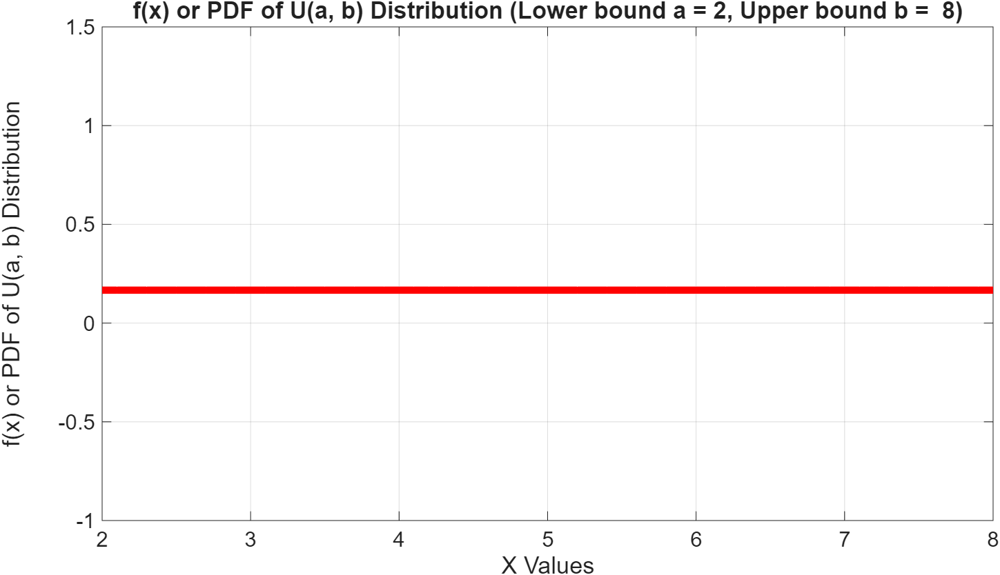 f(x) or PDF of U(a, b) Distribution (Lower bound a = 2, Upper bound b =  8)
f(x) or PDF of U(a, b) Distribution
1.5
1
0.5
0
-0.5
-1
2 3 4 5 6 7 8
X Values